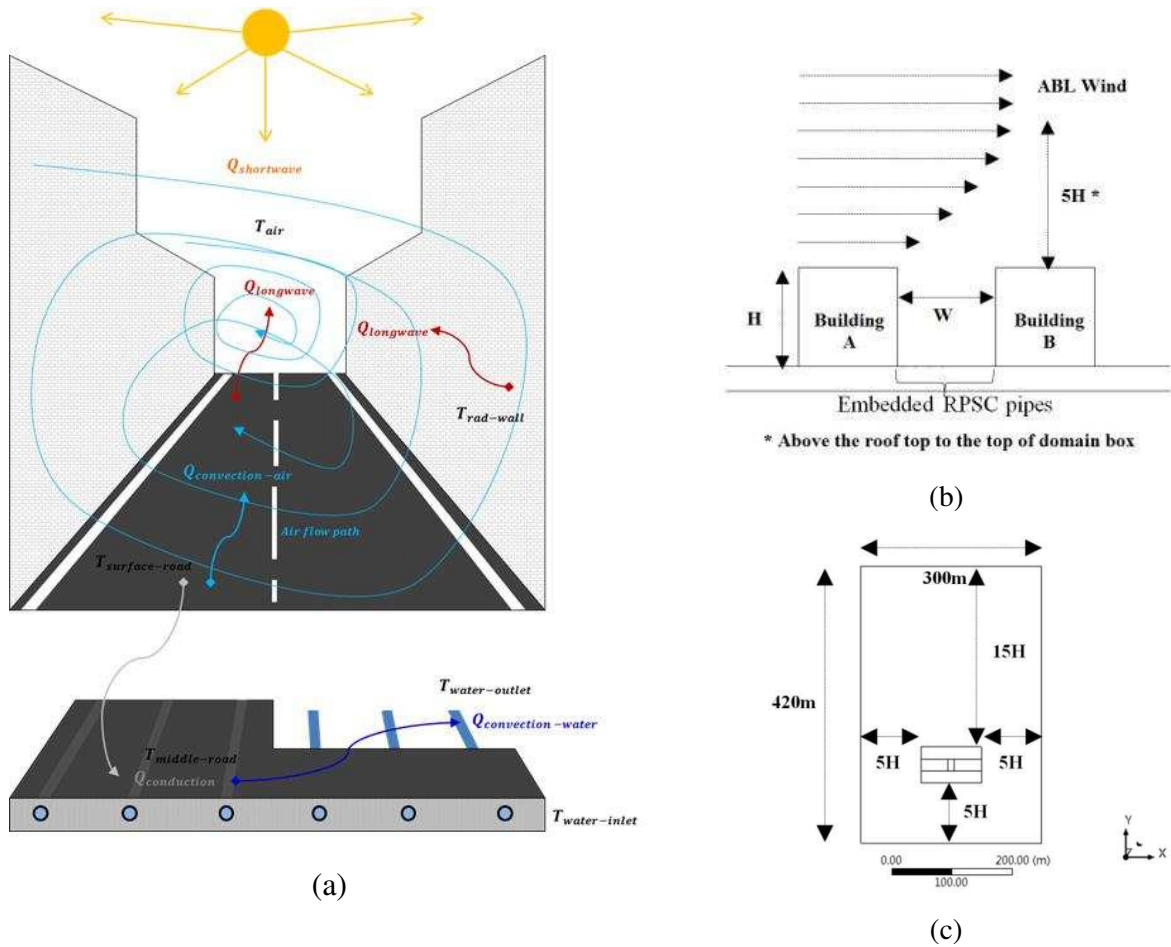 Q_shortwave
T_air
Q_longwave
Q_longwave
T_rad-wall
Q_convection-air
Air flow path
T_surface-road
T_water-outlet
Q_convection-water
T_middle-road
Q_conduction
T_water-inlet
(a)
ABL Wind
5H *
H
W
Building
A
Building
B
Embedded RPSC pipes
* Above the roof top to the top of domain box
(b)
300m
15H
420m
5H
5H
5H
Y
Z
X
0.00
200.00 (m)
100.00
(c)